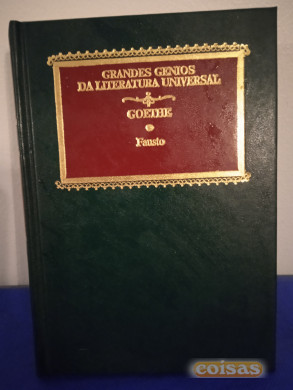 GRANDES GENIOS
DA LITERATURA UNIVERSAL
GOETHE
Fausto
coisas